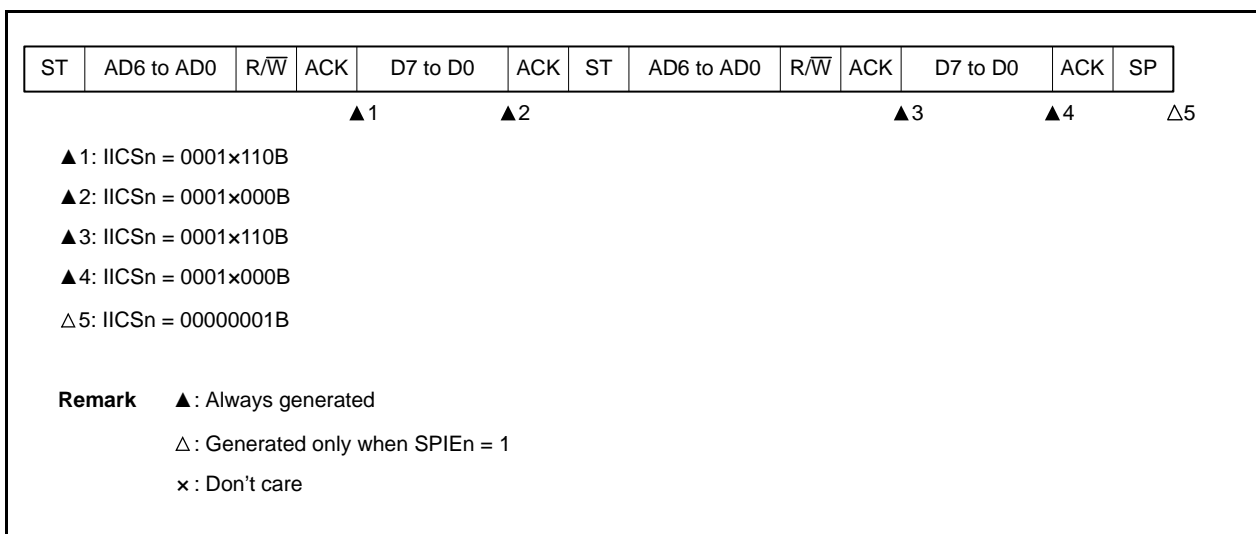 ST AD6 to AD0 R/W̅ ACK D7 to D0 ACK ST AD6 to AD0 R/W̅ ACK D7 to D0 ACK SP
▲1 ▲2 ▲3 ▲4 △5
▲1: IICSn = 0001×110B
▲2: IICSn = 0001×000B
▲3: IICSn = 0001×110B
▲4: IICSn = 0001×000B
△5: IICSn = 00000001B
Remark ▲: Always generated
△: Generated only when SPIEn = 1
×: Don't care